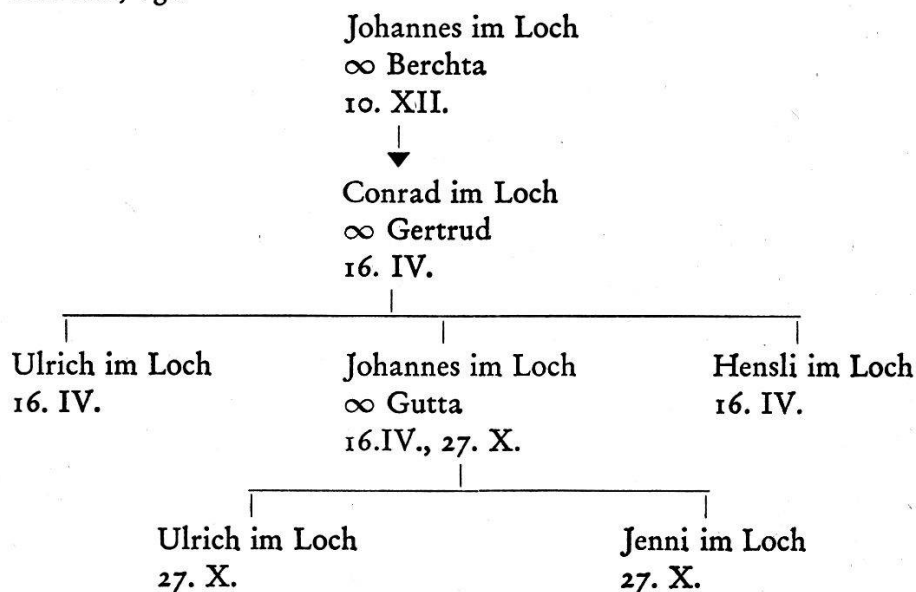 Johannes im Loch
∞ Berchta
10. XII.
Conrad im Loch
∞ Gertrud
16. IV.
Ulrich im Loch
16. IV.
Johannes im Loch
∞ Gutta
16.IV., 27. X.
Hensli im Loch
16. IV.
Ulrich im Loch
27. X.
Jenni im Loch
27. X.